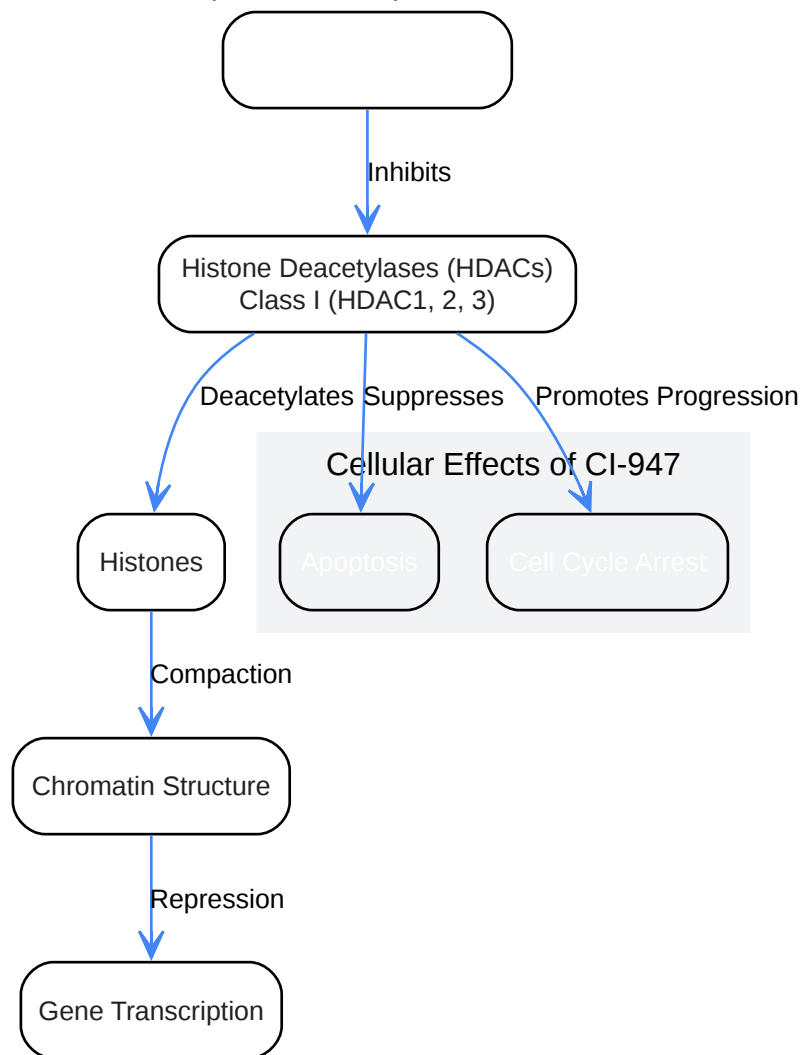 Inhibits
Histone Deacetylases (HDACs)
Class I (HDAC1, 2, 3)
Deacetylates
Suppresses
Promotes Progression
Cellular Effects of CI-947
Histones
Apoptosis
Cell Cycle Arrest
Compaction
Chromatin Structure
Repression
Gene Transcription